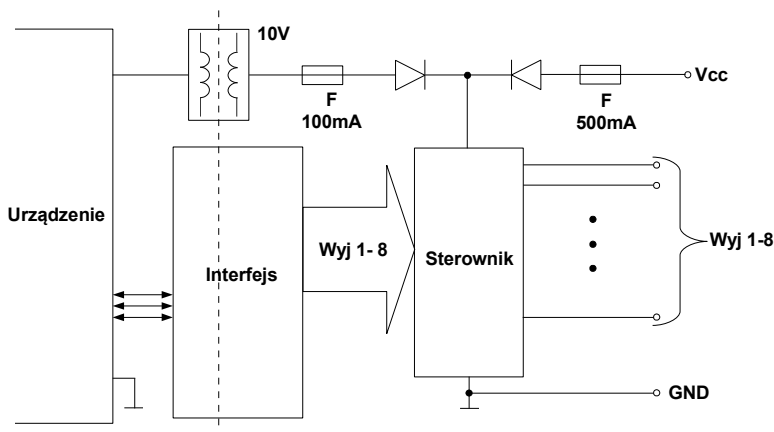 10V
F
100mA
F
500mA
Vcc
Urządzenie
Interfejs
Wyj 1- 8
Sterownik
Wyj 1-8
GND